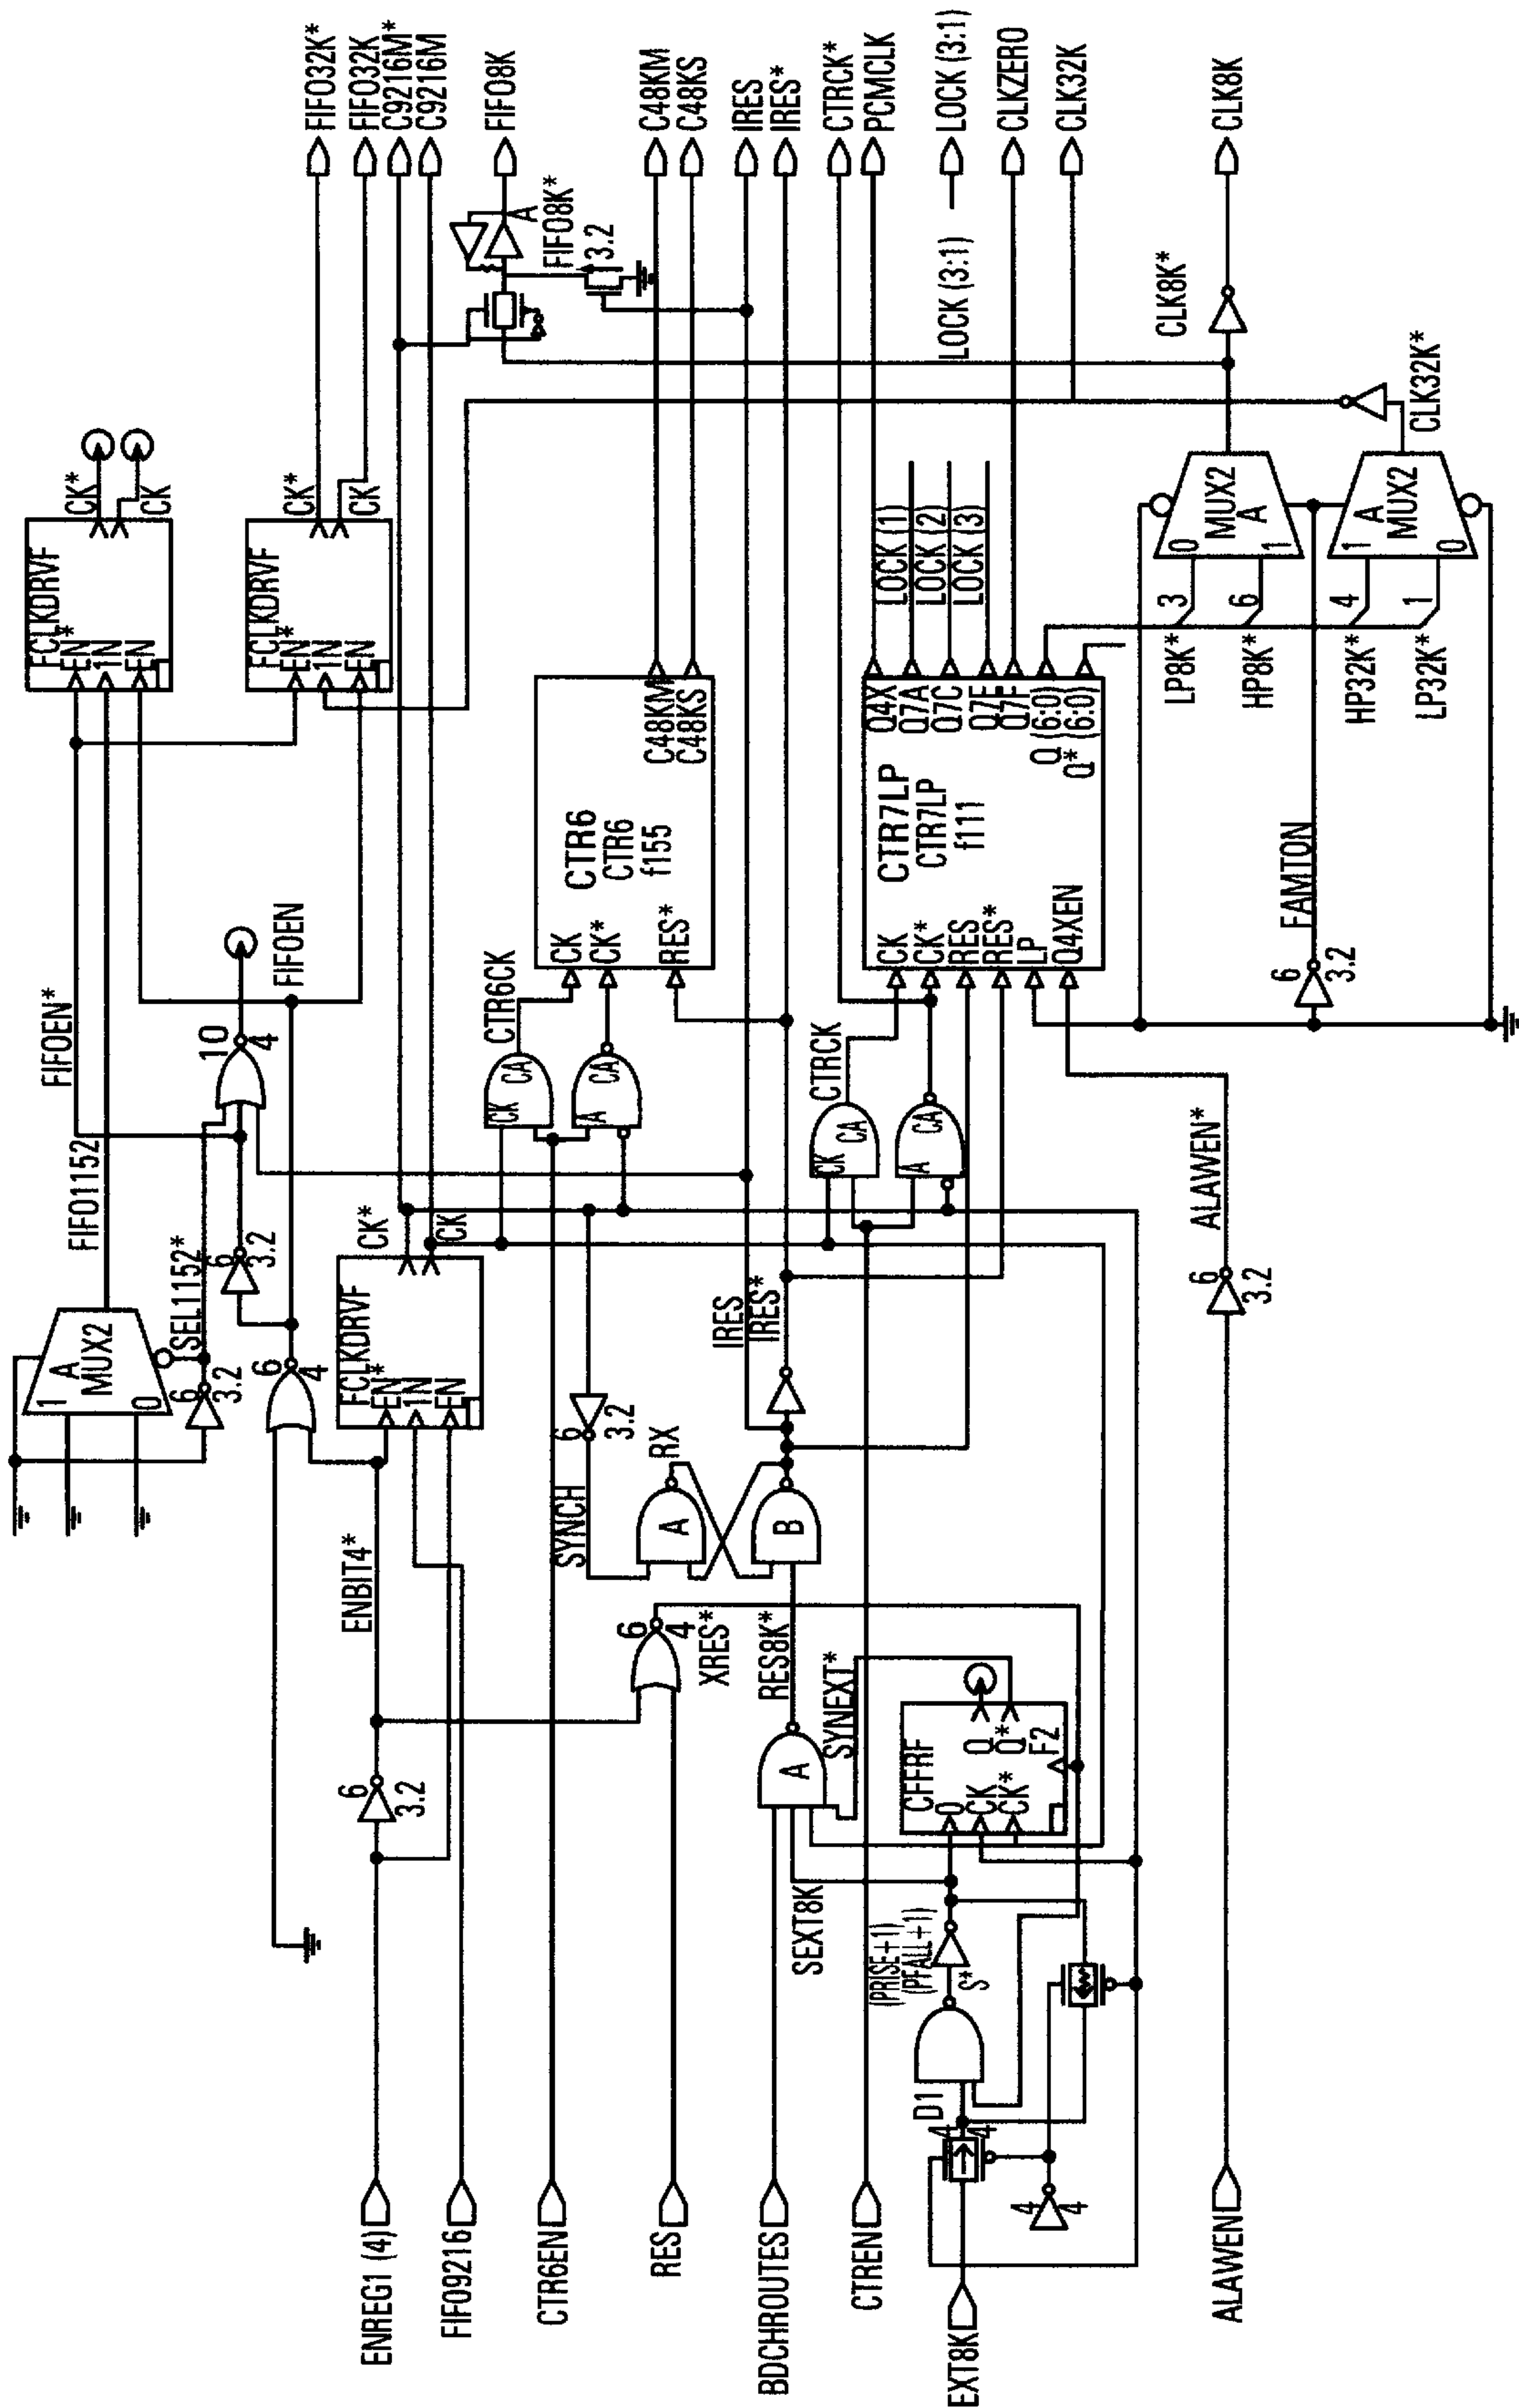 FIFO32K*
FIFO32K
C9216M*
C9216M
FIFO8K
C48KM
C48KS
IRES
IRES*
CTRCK*
PCMCLK
LOCK (3:1)
CLKZERO
CLK32K
CLK8K
A
FIFO8K*
3.2
LOCK (3:1)
CLK8K*
CLK32K*
CK*
CK
FCLKDRVF
EN*
1N
EN
CK*
CK
FCLKDRVF
EN*
1N
EN
C48KM
C48KS
CTR6
CTR6
f155
CK
CK*
RES*
LOCK (1)
LOCK (2)
LOCK (3)
Q4X
Q7A
Q7C
Q7E
Q7F
Q (6:0)
Q* (6:0)
CTR7LP
CTR7LP
f111
CK
CK*
RES
RES*
LP
Q4XEN
0
MUX2
A
1
1
A
MUX2
0
3
6
4
1
LP8K*
HP8K*
HP32K*
LP32K*
FAMTON
6
3.2
FIFOEN*
FIFO1152
10
4
FIFOEN
SEL1152*
6
3.2
1
A
MUX2
0
6
3.2
6
4
CTR6CK
CK
CA
A
CA
CTRCK
CK
CA
A
CA
FCLKDRVF
EN*
1N
EN
CK*
CK
IRES
IRES*
ALAWEN*
6
3.2
6
3.2
SYNCH
RX
A
B
ENBIT4*
6
3.2
6
4
XRES*
RES8K*
A
SYNEXT*
CFFRF
D
CK
CK*
Q
Q*
F2
SEXT8K
(PRISE+1)
(PFALL+1)
S*
D1
4
4
4
4
ENREG1 (4)
FIFO9216
CTR6EN
RES
BDCHROUTES
CTREN
EXT8K
ALAWEN